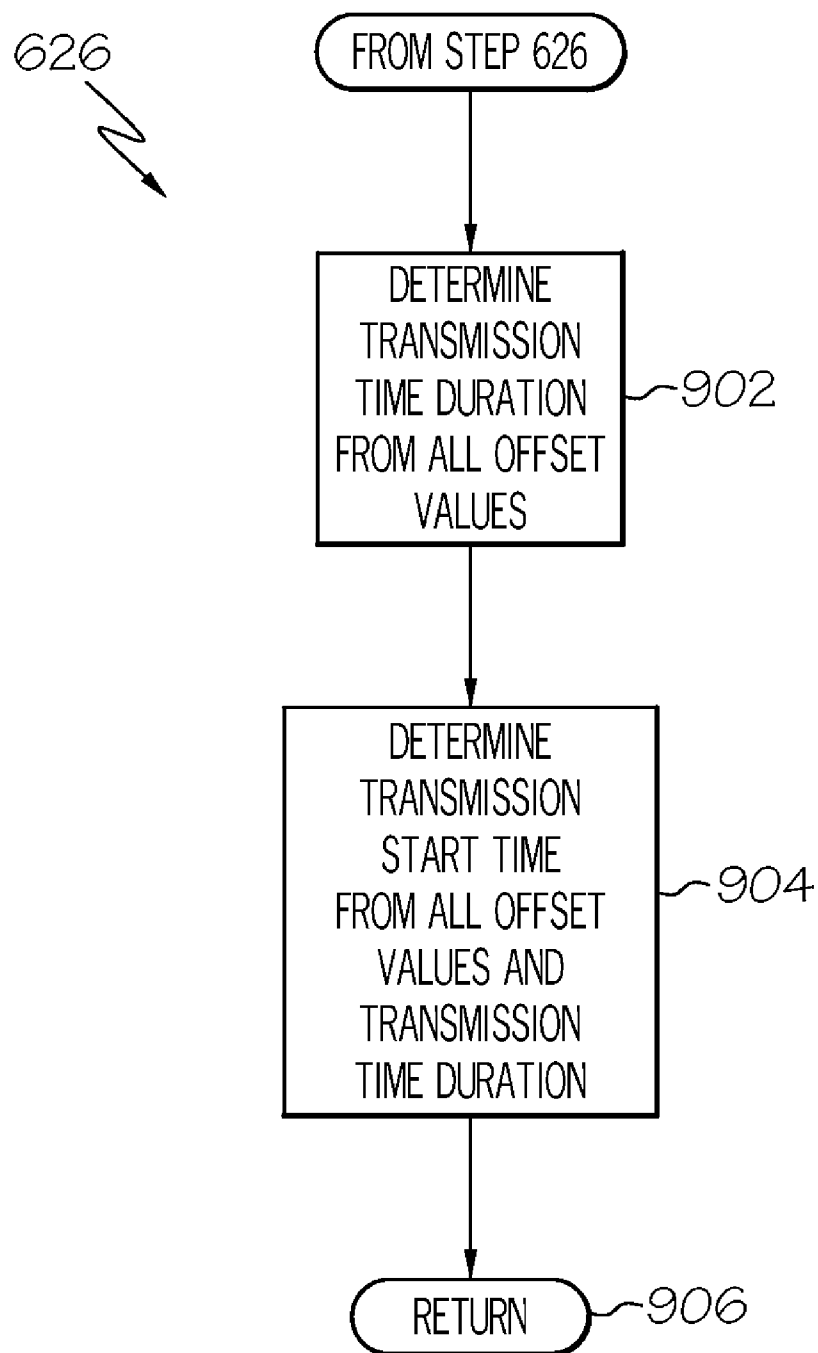 626
FROM STEP 626
DETERMINE
TRANSMISSION
TIME DURATION
FROM ALL OFFSET
VALUES
902
DETERMINE
TRANSMISSION
START TIME
FROM ALL OFFSET
VALUES AND
TRANSMISSION
TIME DURATION
904
RETURN
906